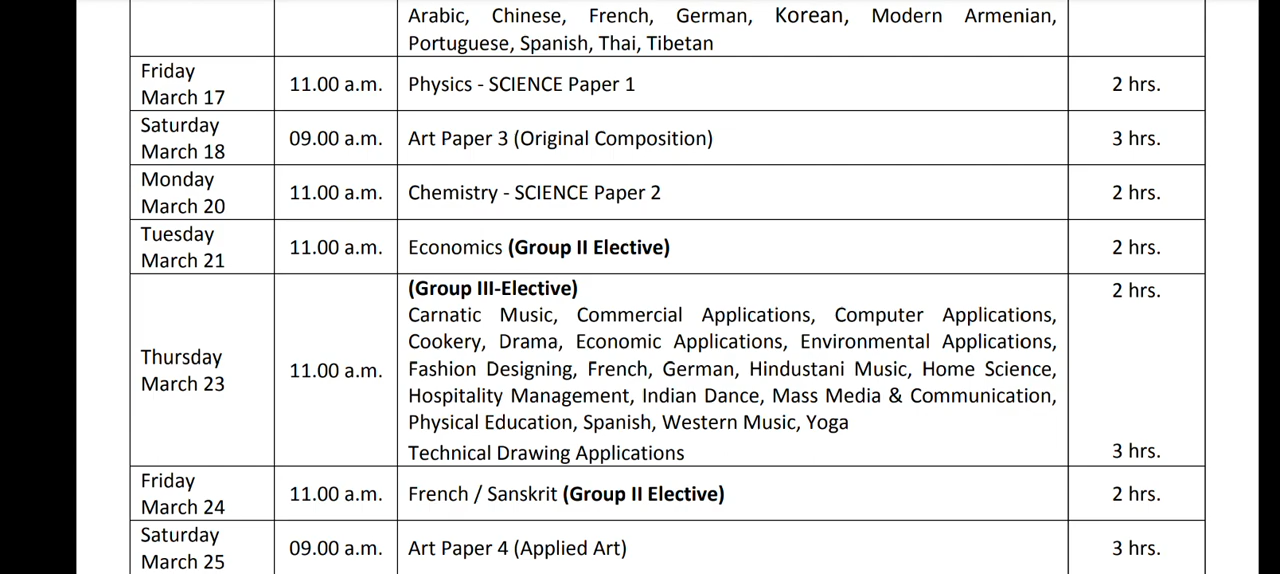 Arabic, Chinese, French, German, Korean, Modern Armenian,
Portuguese, Spanish, Thai, Tibetan
Friday
March 17
11.00 a.m.
Physics - SCIENCE Paper 1
2 hrs.
Saturday
March 18
09.00 a.m.
Art Paper 3 (Original Composition)
3 hrs.
Monday
March 20
11.00 a.m.
Chemistry - SCIENCE Paper 2
2 hrs.
Tuesday
March 21
11.00 a.m.
Economics (Group II Elective)
2 hrs.
Thursday
March 23
11.00 a.m.
(Group III-Elective)
2 hrs.
Carnatic Music, Commercial Applications, Computer Applications,
Cookery, Drama, Economic Applications, Environmental Applications,
Fashion Designing, French, German, Hindustani Music, Home Science,
Hospitality Management, Indian Dance, Mass Media & Communication,
Physical Education, Spanish, Western Music, Yoga
Technical Drawing Applications
3 hrs.
Friday
March 24
11.00 a.m.
French / Sanskrit (Group II Elective)
2 hrs.
Saturday
March 25
09.00 a.m.
Art Paper 4 (Applied Art)
3 hrs.